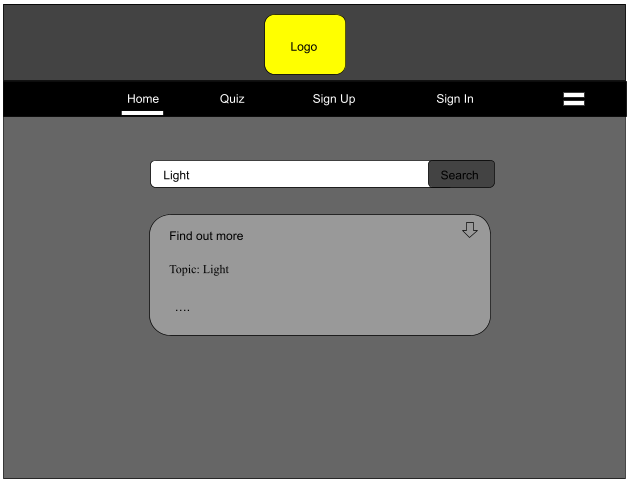 Logo
Home Quiz Sign Up Sign In
Light Search
Find out more
Topic: Light
....